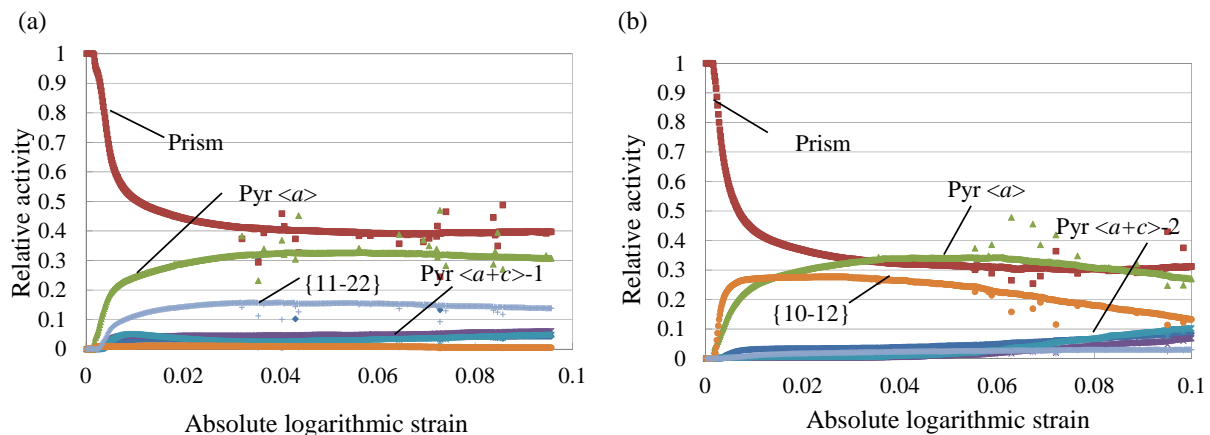 (a)
1
0.9
0.8
0.7
0.6
0.5
0.4
0.3
0.2
0.1
0
Relative activity
Prism
Pyr <a>
{11-22}
Pyr <a+c>-1
0 0.02 0.04 0.06 0.08 0.1
Absolute logarithmic strain
(b)
1
0.9
0.8
0.7
0.6
0.5
0.4
0.3
0.2
0.1
0
Relative activity
Prism
Pyr <a>
Pyr <a+c>-2
{10-12}
0 0.02 0.04 0.06 0.08 0.1
Absolute logarithmic strain